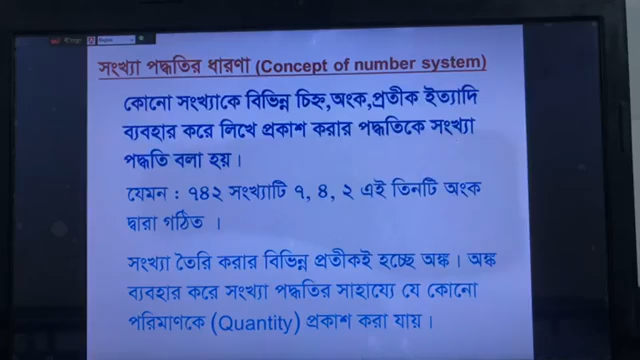 সংখ্যা পদ্ধতির ধারণা (Concept of number system)
কোনো সংখ্যাকে বিভিন্ন চিহ্ন,অংক,প্রতীক ইত্যাদি
ব্যবহার করে লিখে প্রকাশ করার পদ্ধতিকে সংখ্যা
পদ্ধতি বলা হয়।
যেমন : ৭৪২ সংখ্যাটি ৭, ৪, ২ এই তিনটি অংক
দ্বারা গঠিত ।
সংখ্যা তৈরি করার বিভিন্ন প্রতীকই হচ্ছে অঙ্ক। অঙ্ক
ব্যবহার করে সংখ্যা পদ্ধতির সাহায্যে যে কোনো
পরিমাণকে (Quantity) প্রকাশ করা যায়।